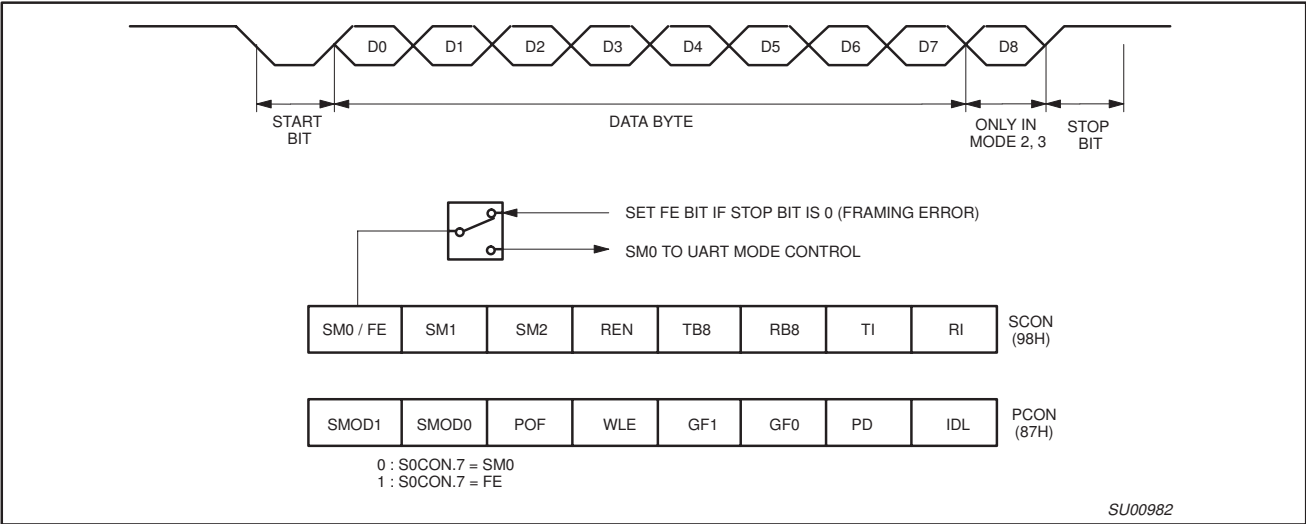 D0 D1 D2 D3 D4 D5 D6 D7 D8
START
BIT
DATA BYTE
ONLY IN
MODE 2, 3
STOP
BIT
SET FE BIT IF STOP BIT IS 0 (FRAMING ERROR)
SM0 TO UART MODE CONTROL
SM0 / FE SM1 SM2 REN TB8 RB8 TI RI
SCON
(98H)
SMOD1 SMOD0 POF WLE GF1 GF0 PD IDL
PCON
(87H)
0 : S0CON.7 = SM0
1 : S0CON.7 = FE
SU00982